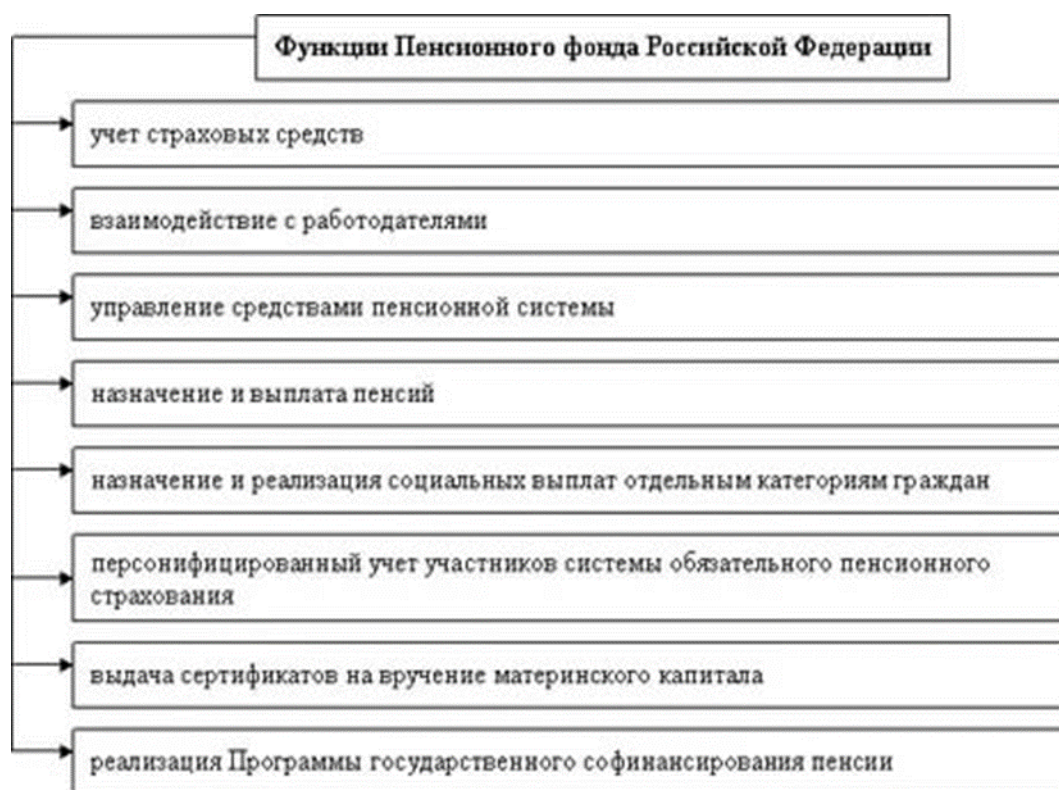 Функции Пенсионного фонда Российской Федерации
учет страховых средств
взаимодействие с работодателями
управление средствами пенсионной системы
назначение и выплата пенсий
назначение и реализация социальных выплат отдельным категориям граждан
персонифицированный учет участников системы обязательного пенсионного
страхования
выдача сертификатов на вручение материнского капитала
реализация Программы государственного софинансирования пенсии